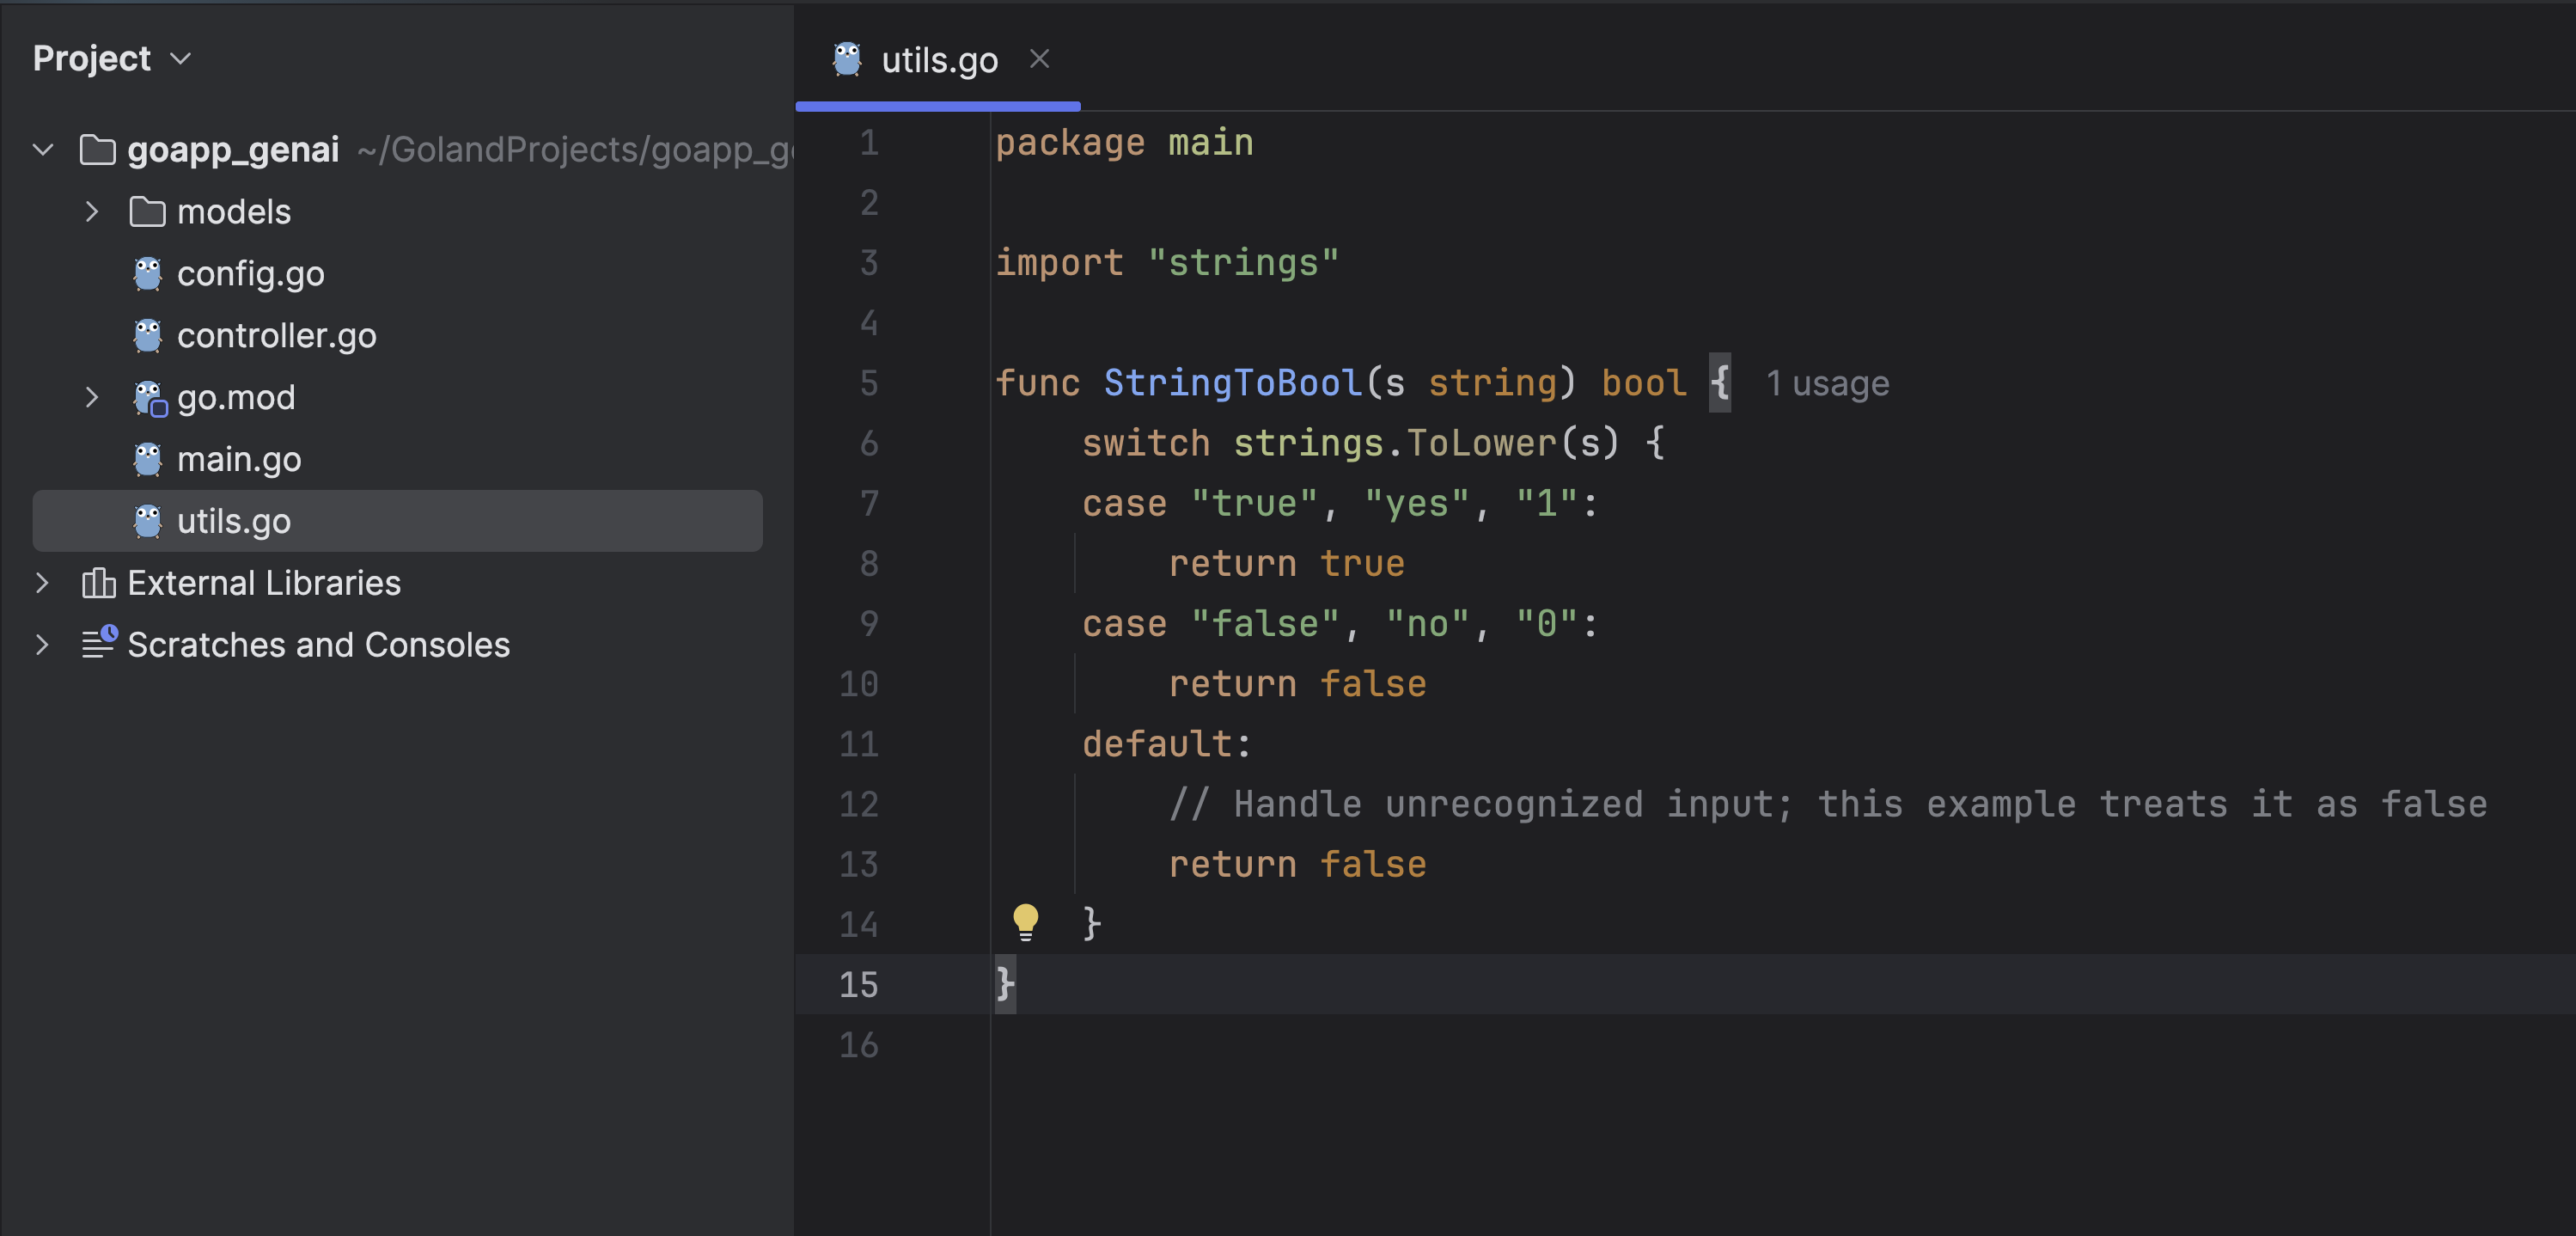 Project
goapp_genai ~/GolandProjects/goapp_g
models
config.go
controller.go
go.mod
main.go
utils.go
External Libraries
Scratches and Consoles
utils.go
1 package main
2
3 import "strings"
4
5 func StringToBool(s string) bool { 1 usage
6 switch strings.ToLower(s) {
7 case "true", "yes", "1":
8 return true
9 case "false", "no", "0":
10 return false
11 default:
12 // Handle unrecognized input; this example treats it as false
13 return false
14 }
15 }
16